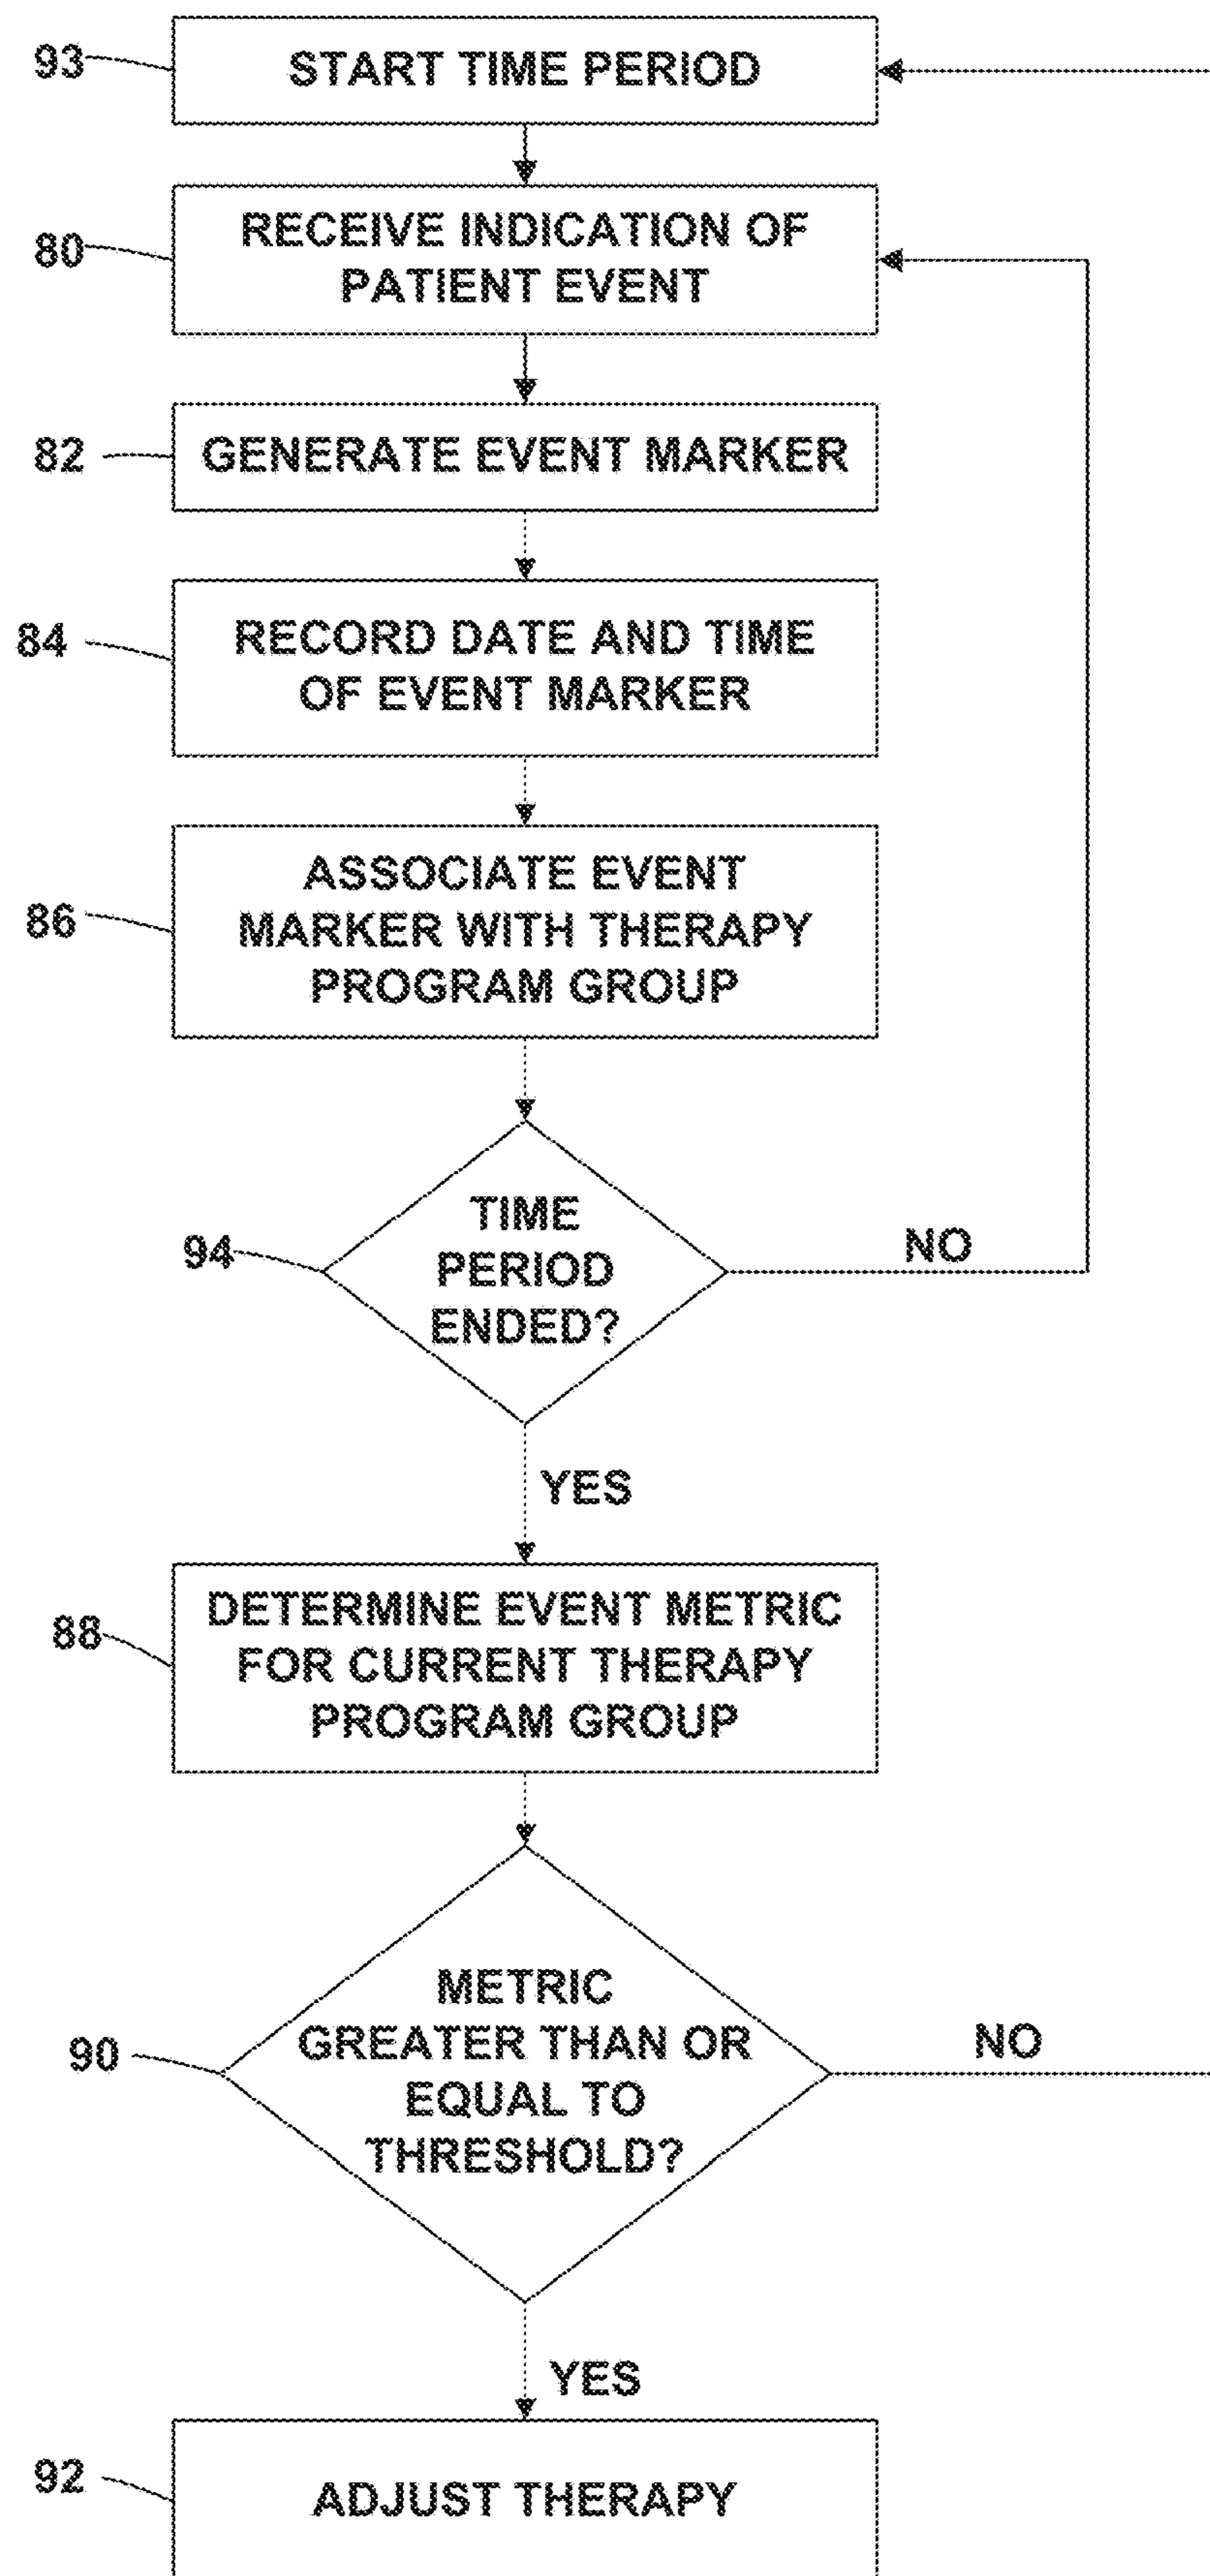 93
START TIME PERIOD
80
RECEIVE INDICATION OF
PATIENT EVENT
82
GENERATE EVENT MARKER
84
RECORD DATE AND TIME
OF EVENT MARKER
86
ASSOCIATE EVENT
MARKER WITH THERAPY
PROGRAM GROUP
94
TIME
PERIOD
ENDED?
NO
YES
88
DETERMINE EVENT METRIC
FOR CURRENT THERAPY
PROGRAM GROUP
90
METRIC
GREATER THAN OR
EQUAL TO
THRESHOLD?
NO
YES
92
ADJUST THERAPY